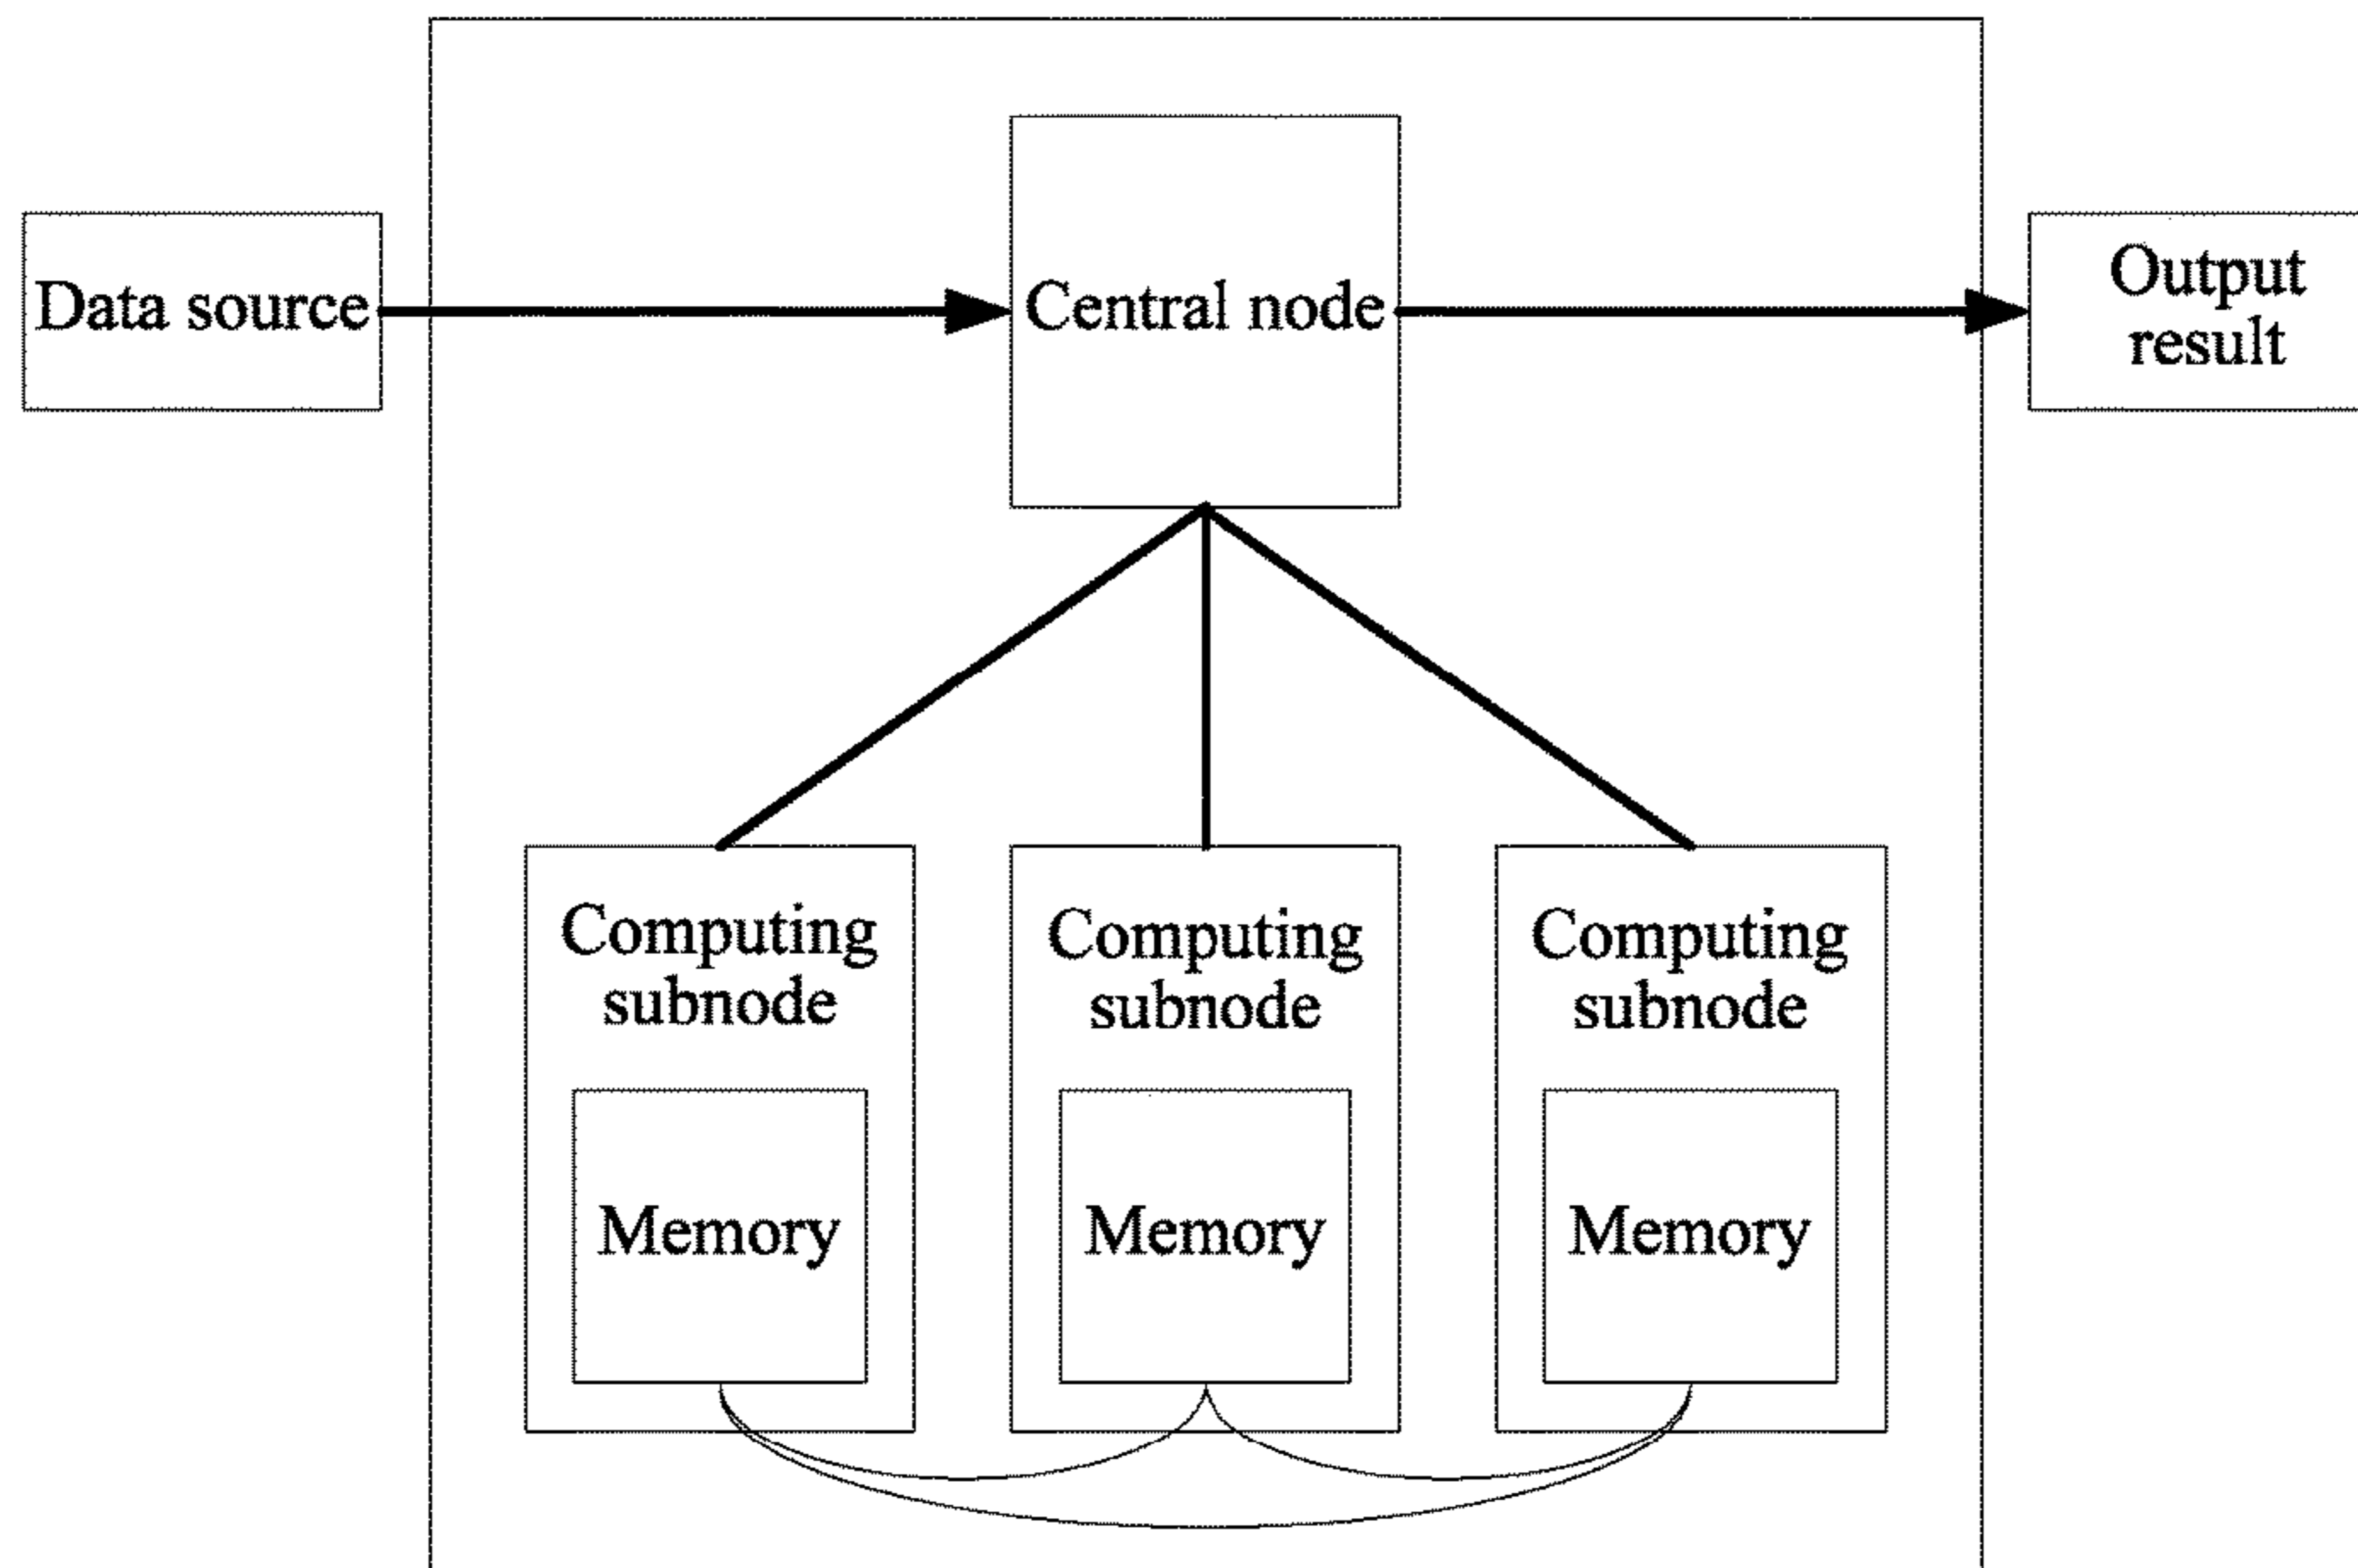 Data source
Central node
Output
result
Computing
subnode
Memory
Computing
subnode
Memory
Computing
subnode
Memory